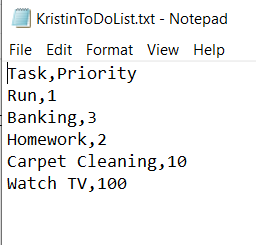 KristinToDoList.txt - Notepad
File Edit Format View Help
Task,Priority
Run,1
Banking,3
Homework,2
Carpet Cleaning,10
Watch TV,100